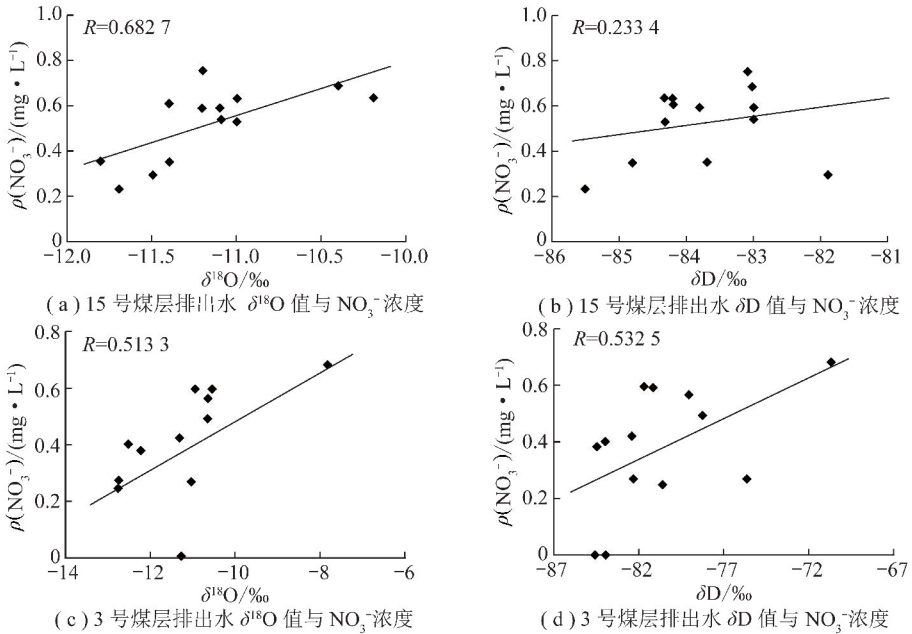 R=0.682 7
1.0
0.8
0.6
0.4
0.2
0
ρ(NO₃⁻)/(mg·L⁻¹)
−12.0 −11.5 −11.0 −10.5 −10.0
δ¹⁸O/‰
(a) 15 号煤层排出水 δ¹⁸O 值与 NO₃⁻浓度
R=0.233 4
1.0
0.8
0.6
0.4
0.2
0
ρ(NO₃⁻)/(mg·L⁻¹)
−86 −85 −84 −83 −82 −81
δD/‰
(b) 15 号煤层排出水 δD 值与 NO₃⁻浓度
R=0.513 3
0.8
0.6
0.4
0.2
0
ρ(NO₃⁻)/(mg·L⁻¹)
−14 −12 −10 −8 −6
δ¹⁸O/‰
(c) 3 号煤层排出水 δ¹⁸O 值与 NO₃⁻浓度
R=0.532 5
0.8
0.6
0.4
0.2
0
ρ(NO₃⁻)/(mg·L⁻¹)
−87 −82 −77 −72 −67
δD/‰
(d) 3 号煤层排出水 δD 值与 NO₃⁻浓度